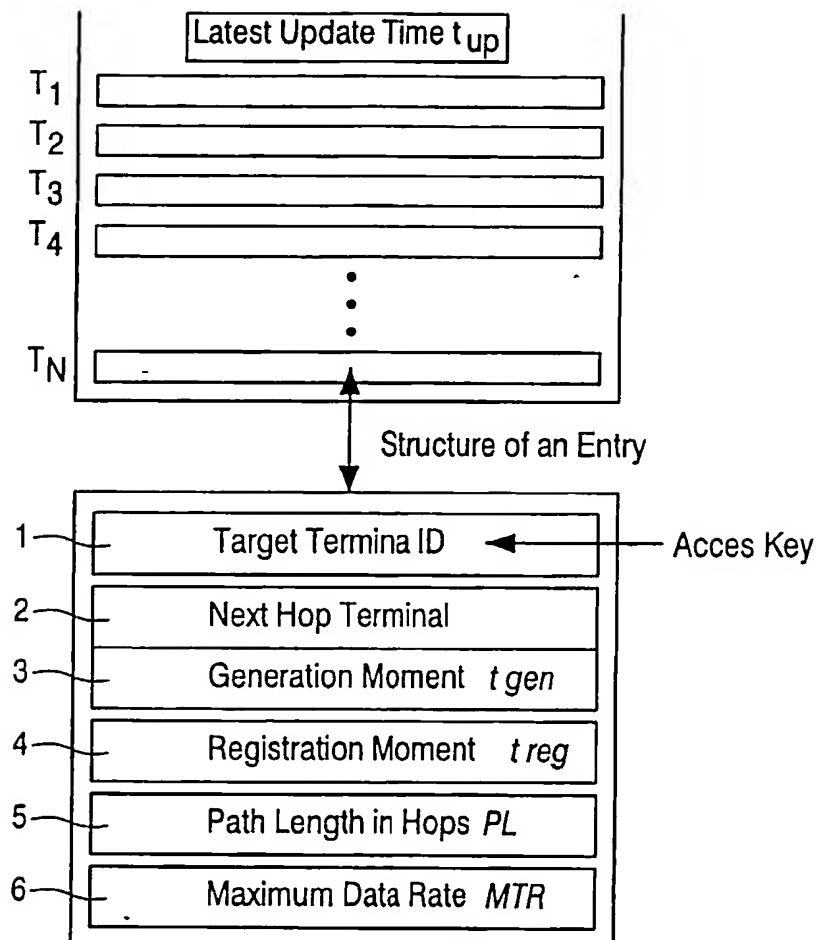 Latest Update Time t up
T1
T2
T3
T4
TN
Structure of an Entry
1 Target Termina ID Acces Key
2 Next Hop Terminal
3 Generation Moment t gen
4 Registration Moment t reg
5 Path Length in Hops PL
6 Maximum Data Rate MTR